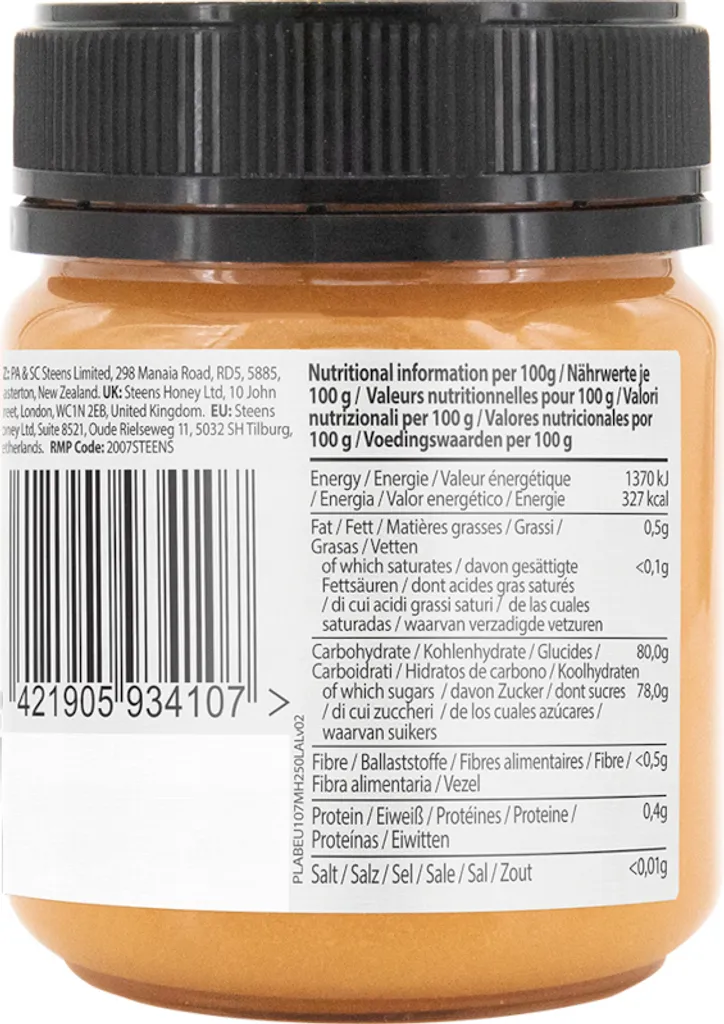 PA & SC Steens Limited, 298 Manaia Road, RD5, 5885,
New Zealand. UK: Steens Honey Ltd, 10 John
London, WC1N 2EB, United Kingdom. EU: Steens
Ltd, Suite 8521, Oude Rielseweg 11, 5032 SH Tilburg,
RMP Code: 2007STEENS
421905 934107 >
PLABEU107MH250LALv02
Nutritional information per 100g / Nährwerte je
100 g / Valeurs nutritionnelles pour 100 g / Valori
nutrizionali per 100 g / Valores nutricionales por
100 g / Voedingswaarden per 100 g
Energy / Energie / Valeur énergétique 1370 kJ
/ Energia / Valor energético / Energie 327 kcal
Fat / Fett / Matières grasses / Grassi / 0,5g
Grasas / Vetten
of which saturates / davon gesättigte <0,1g
Fettsäuren / dont acides gras saturés
/ di cui acidi grassi saturi / de las cuales
saturadas / waarvan verzadigde vetzuren
Carbohydrate / Kohlenhydrate / Glucides / 80,0g
Carboidrati / Hidratos de carbono / Koolhydraten
of which sugars / davon Zucker / dont sucres 78,0g
/ di cui zuccheri / de los cuales azúcares /
waarvan suikers
Fibre / Ballaststoffe / Fibres alimentaires / Fibre / <0,5g
Fibra alimentaria / Vezel
Protein / Eiweiß / Protéines / Proteine / 0,4g
Proteínas / Eiwitten
Salt / Salz / Sel / Sale / Sal / Zout <0,01g